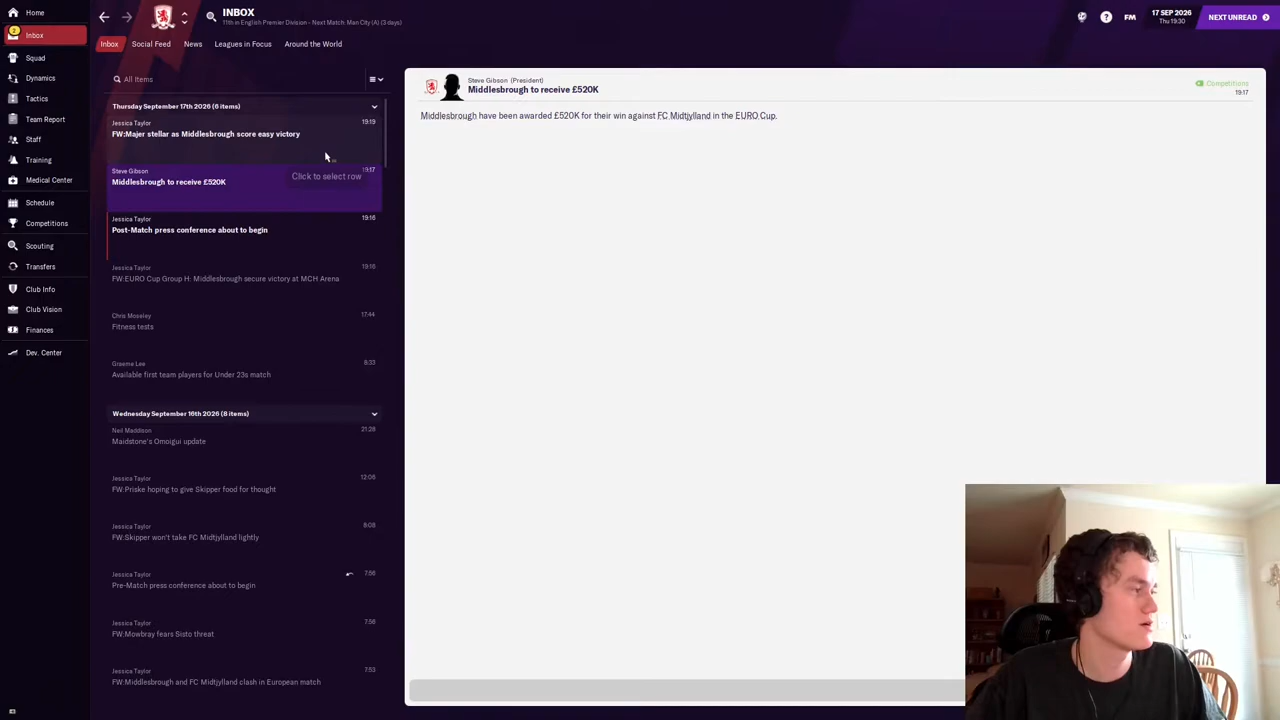 Home
INBOX
11th in English Premier Division - Next Match: Man City (A) (3 days)
FM
17 SEP 2026
Thu 19:30
NEXT UNREAD
2
Inbox
Inbox
Social Feed
News
Leagues in Focus
Around the World
Squad
Dynamics
Tactics
Team Report
Staff
Training
Medical Center
Schedule
Competitions
Scouting
Transfers
Club Info
Club Vision
Finances
Dev. Center
All Items
Thursday September 17th 2026 (6 items)
Jessica Taylor
19:19
FW:Majer stellar as Middlesbrough score easy victory
Steve Gibson
19:17
Middlesbrough to receive £520K
Click to select row
Jessica Taylor
19:16
Post-Match press conference about to begin
Jessica Taylor
19:16
FW:EURO Cup Group H: Middlesbrough secure victory at MCH Arena
Chris Moseley
17:44
Fitness tests
Graeme Lee
8:33
Available first team players for Under 23s match
Wednesday September 16th 2026 (8 items)
Neil Maddison
21:28
Maidstone's Omoigui update
Jessica Taylor
12:06
FW:Priske hoping to give Skipper food for thought
Jessica Taylor
8:08
FW:Skipper won't take FC Midtjylland lightly
Jessica Taylor
7:56
Pre-Match press conference about to begin
Jessica Taylor
7:56
FW:Mowbray fears Sisto threat
Jessica Taylor
7:53
FW:Middlesbrough and FC Midtjylland clash in European match
Steve Gibson (President)
Middlesbrough to receive £520K
Competitions
19:17
Middlesbrough have been awarded £520K for their win against FC Midtjylland in the EURO Cup.